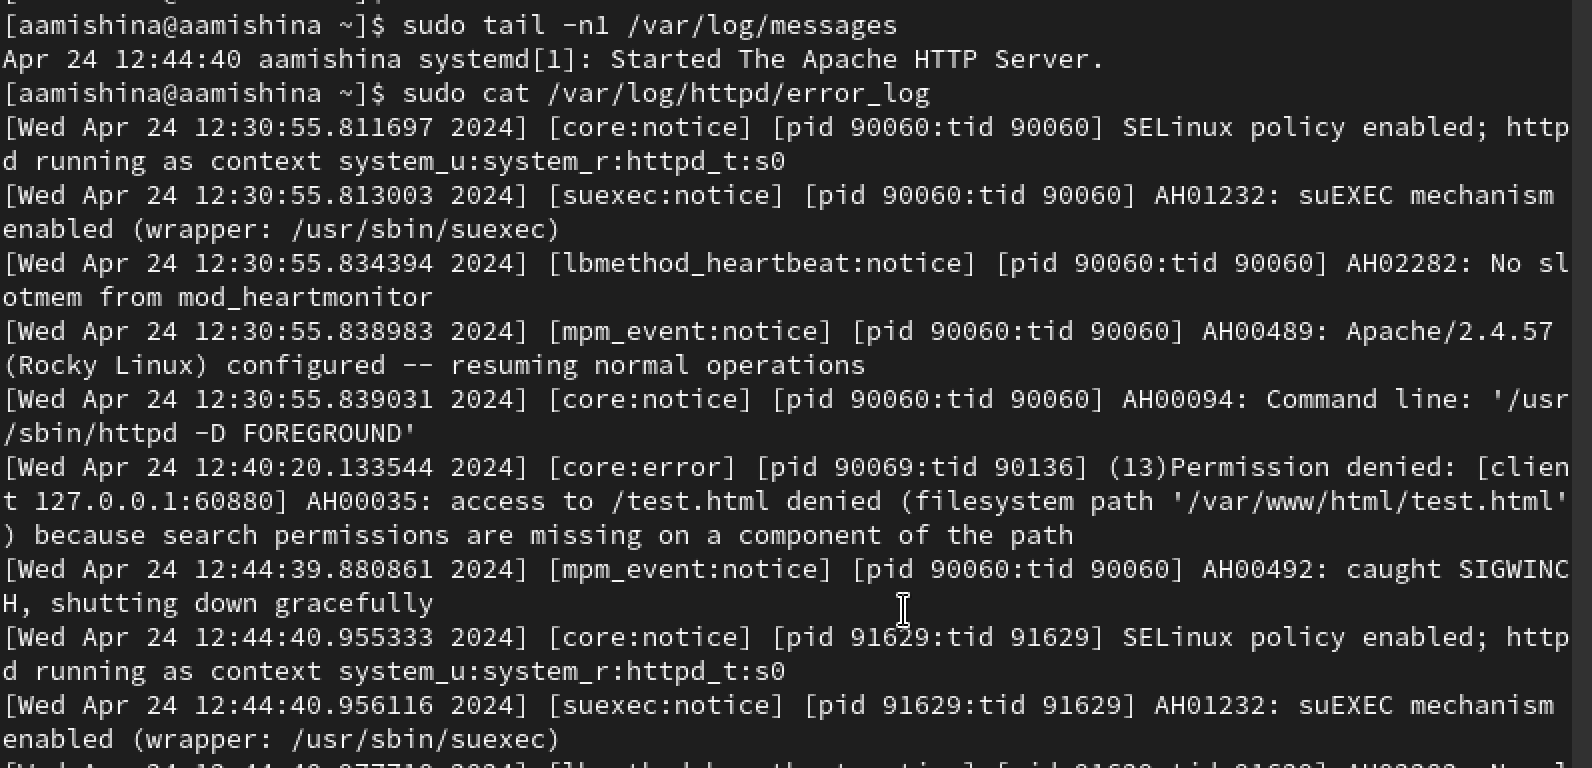 [aamishina@aamishina ~]$ sudo tail -n1 /var/log/messages
Apr 24 12:44:40 aamishina systemd[1]: Started The Apache HTTP Server.
[aamishina@aamishina ~]$ sudo cat /var/log/httpd/error_log
[Wed Apr 24 12:30:55.811697 2024] [core:notice] [pid 90060:tid 90060] SELinux policy enabled; http
d running as context system_u:system_r:httpd_t:s0
[Wed Apr 24 12:30:55.813003 2024] [suexec:notice] [pid 90060:tid 90060] AH01232: suEXEC mechanism
enabled (wrapper: /usr/sbin/suexec)
[Wed Apr 24 12:30:55.834394 2024] [lbmethod_heartbeat:notice] [pid 90060:tid 90060] AH02282: No sl
otmem from mod_heartmonitor
[Wed Apr 24 12:30:55.838983 2024] [mpm_event:notice] [pid 90060:tid 90060] AH00489: Apache/2.4.57
(Rocky Linux) configured -- resuming normal operations
[Wed Apr 24 12:30:55.839031 2024] [core:notice] [pid 90060:tid 90060] AH00094: Command line: '/usr
/sbin/httpd -D FOREGROUND'
[Wed Apr 24 12:40:20.133544 2024] [core:error] [pid 90069:tid 90136] (13)Permission denied: [clien
t 127.0.0.1:60880] AH00035: access to /test.html denied (filesystem path '/var/www/html/test.html'
) because search permissions are missing on a component of the path
[Wed Apr 24 12:44:39.880861 2024] [mpm_event:notice] [pid 90060:tid 90060] AH00492: caught SIGWINC
H, shutting down gracefully
[Wed Apr 24 12:44:40.955333 2024] [core:notice] [pid 91629:tid 91629] SELinux policy enabled; http
d running as context system_u:system_r:httpd_t:s0
[Wed Apr 24 12:44:40.956116 2024] [suexec:notice] [pid 91629:tid 91629] AH01232: suEXEC mechanism
enabled (wrapper: /usr/sbin/suexec)